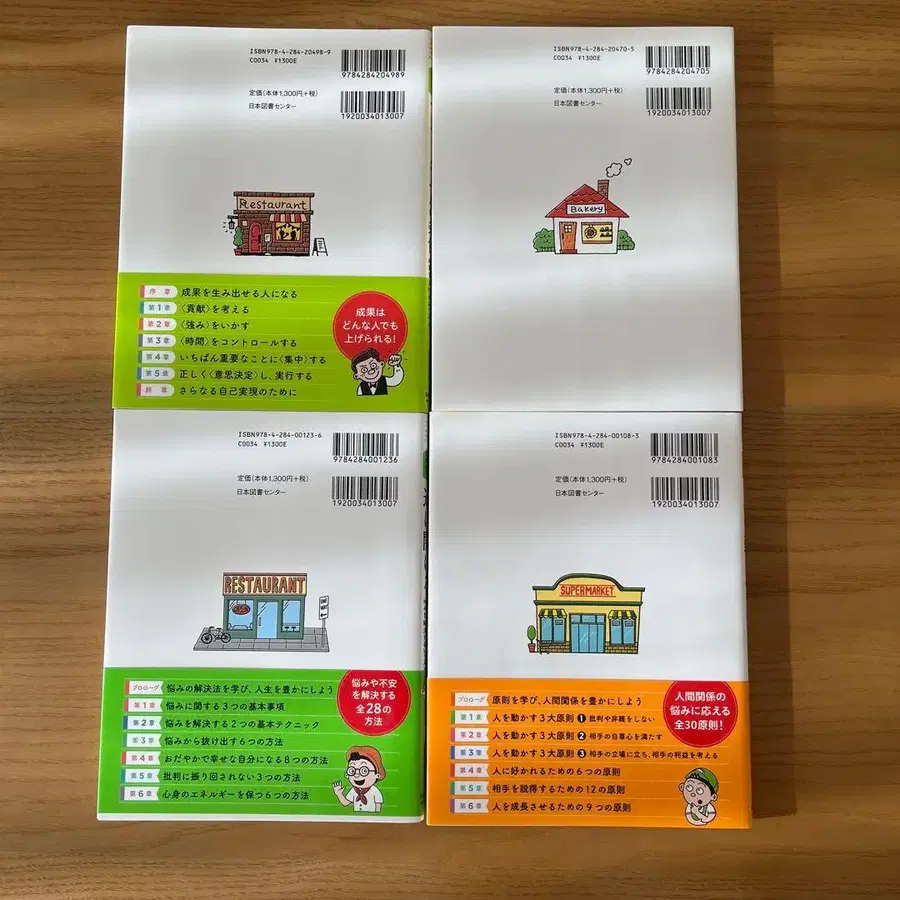 ISBN978-4-284-20498-9
C0034 ¥1300E
9784284204989
定価(本体1,300円+税)
日本図書センター
1920034013007
Restaurant
序章 成果を生み出せる人になる
第1章 〈貢献〉を考える
第2章 〈強み〉をいかす
第3章 〈時間〉をコントロールする
第4章 いちばん重要なことに〈集中〉する
第5章 正しく〈意思決定〉し、実行する
終章 さらなる自己実現のために
成果は
どんな人でも
上げられる!
ISBN978-4-284-20470-5
C0034 ¥1300E
9784284204705
定価(本体1,300円+税)
日本図書センター
1920034013007
Bakery
ISBN978-4-284-00123-6
C0034 ¥1300E
9784284001236
定価(本体1,300円+税)
日本図書センター
1920034013007
RESTAURANT
プロローグ 悩みの解決法を学び、人生を豊かにしよう
第1章 悩みに関する3つの基本事項
第2章 悩みを解決する2つの基本テクニック
第3章 悩みから抜け出す6つの方法
第4章 おだやかで幸せな自分になる8つの方法
第5章 批判に振り回されない3つの方法
第6章 心身のエネルギーを保つ6つの方法
悩みや不安
を解決する
全28の
方法
ISBN978-4-284-00108-3
C0034 ¥1300E
9784284001083
定価(本体1,300円+税)
日本図書センター
1920034013007
SUPERMARKET
プロローグ 原則を学び、人間関係を豊かにしよう
第1章 人を動かす3大原則❶ 批判や非難をしない
第2章 人を動かす3大原則❷ 相手の自尊心を満たす
第3章 人を動かす3大原則❸ 相手の立場に立ち、相手の利益を考える
第4章 人に好かれるための6つの原則
第5章 相手を説得するための12の原則
第6章 人を成長させるための9つの原則
人間関係の
悩みに応える
全30原則!